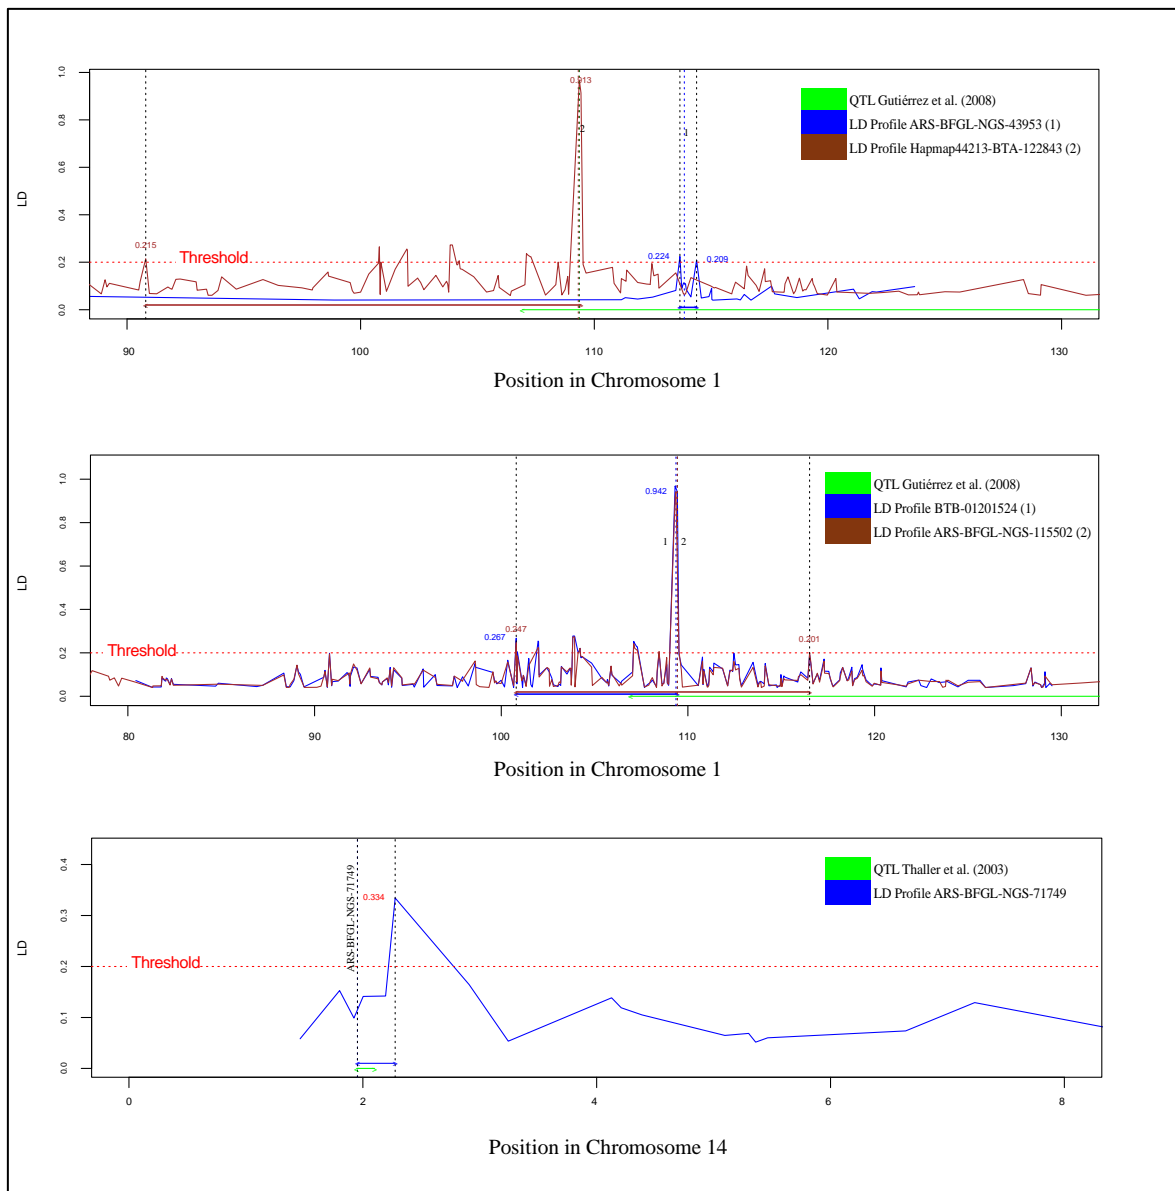 1.0
0.8
0.6
0.4
0.2
0.0
LD
0.913
2
1
QTL Gutiérrez et al. (2008)
LD Profile ARS-BFGL-NGS-43953 (1)
LD Profile Hapmap44213-BTA-122843 (2)
0.215
Threshold
0.224
0.209
90
100
110
120
130
Position in Chromosome 1
1.0
0.8
0.6
0.4
0.2
0.0
LD
0.942
1
2
QTL Gutiérrez et al. (2008)
LD Profile BTB-01201524 (1)
LD Profile ARS-BFGL-NGS-115502 (2)
0.267
0.247
0.201
Threshold
80
90
100
110
120
130
Position in Chromosome 1
0.4
0.3
0.2
0.1
0.0
LD
ARS-BFGL-NGS-71749
0.334
QTL Thaller et al. (2003)
LD Profile ARS-BFGL-NGS-71749
Threshold
0
2
4
6
8
Position in Chromosome 14